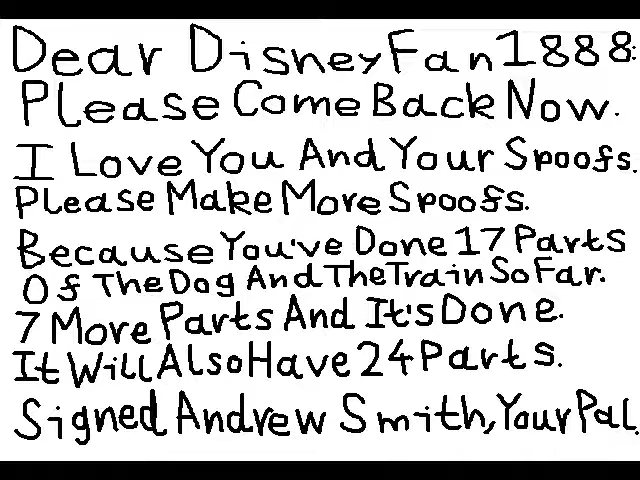 Dear DisneyFan1888:
Please Come Back Now.
I Love You And Your Spoofs.
Please Make More Spoofs.
Because You've Done 17 Parts
Of The Dog And The Train So Far.
7 More Parts And It's Done.
It Will Also Have 24 Parts.
Signed Andrew Smith, Your Pal.